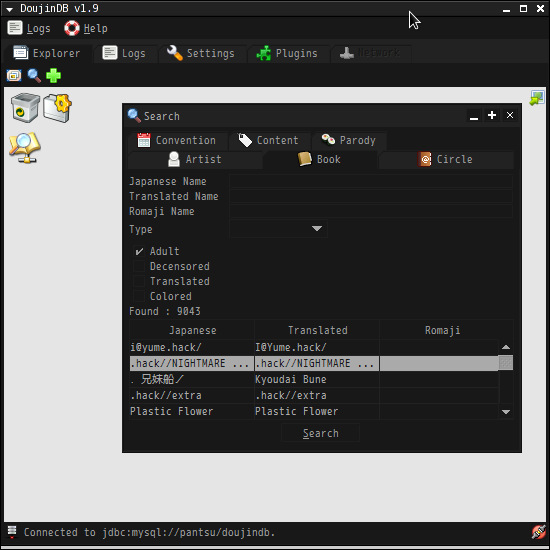 DoujinDB v1.9
Logs Help
Explorer Logs Settings Plugins Network
Search
Convention Content Parody
Artist Book Circle
Japanese Name
Translated Name
Romaji Name
Type
Adult
Decensored
Translated
Colored
Found : 9043
Japanese Translated Romaji
i@yume.hack/ I@Yume.hack/
.hack//NIGHTMARE ... .hack//NIGHTMARE ...
. 兄妹船／ Kyoudai Bune
.hack//extra .hack//extra
Plastic Flower Plastic Flower
Search
Connected to jdbc:mysql://pantsu/doujindb.